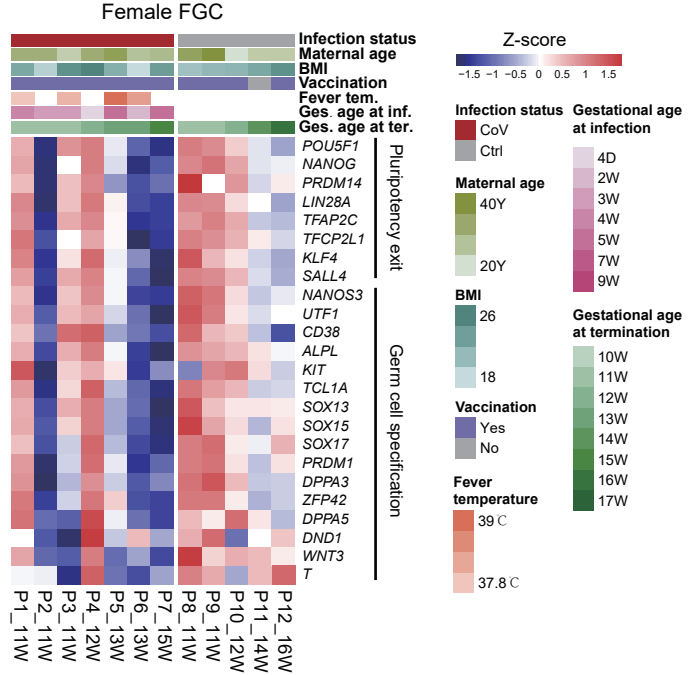 Female FGC
Infection status
Maternal age
BMI
Vaccination
Fever tem.
Ges. age at inf.
Ges. age at ter.
POU5F1
NANOG
PRDM14
LIN28A
TFAP2C
TFCP2L1
KLF4
SALL4
NANOS3
UTF1
CD38
ALPL
KIT
TCL1A
SOX13
SOX15
SOX17
PRDM1
DPPA3
ZFP42
DPPA5
DND1
WNT3
T
Pluripotency exit
Germ cell specification
P1_11W
P2_11W
P3_11W
P4_12W
P5_13W
P6_13W
P7_15W
P8_11W
P9_11W
P10_12W
P11_14W
P12_16W
Z-score
−1.5 −0.5 0 0.5 1 1.5
Infection status
CoV
Ctrl
Maternal age
40Y
20Y
BMI
26
18
Vaccination
Yes
No
Fever
temperature
39℃
37.8℃
Gestational age
at infection
4D
2W
3W
4W
5W
7W
9W
Gestational age
at termination
10W
11W
12W
13W
14W
15W
16W
17W